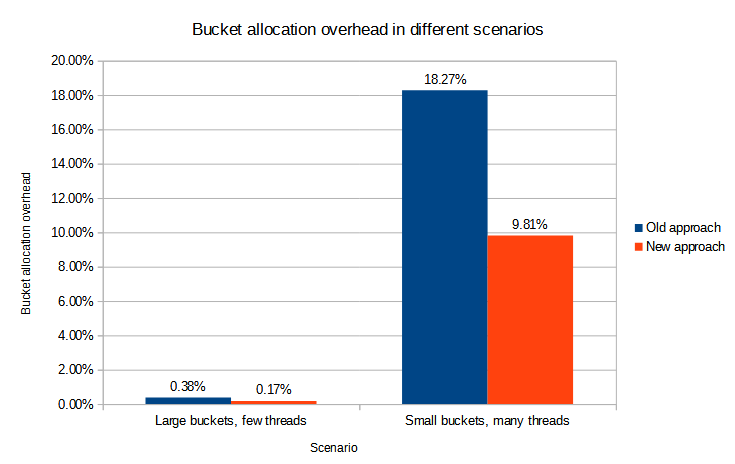 Bucket allocation overhead in different scenarios
20.00%
18.00%
16.00%
14.00%
12.00%
10.00%
8.00%
6.00%
4.00%
2.00%
0.00%
Bucket allocation overhead
0.38%
0.17%
18.27%
9.81%
Large buckets, few threads
Small buckets, many threads
Scenario
Old approach
New approach